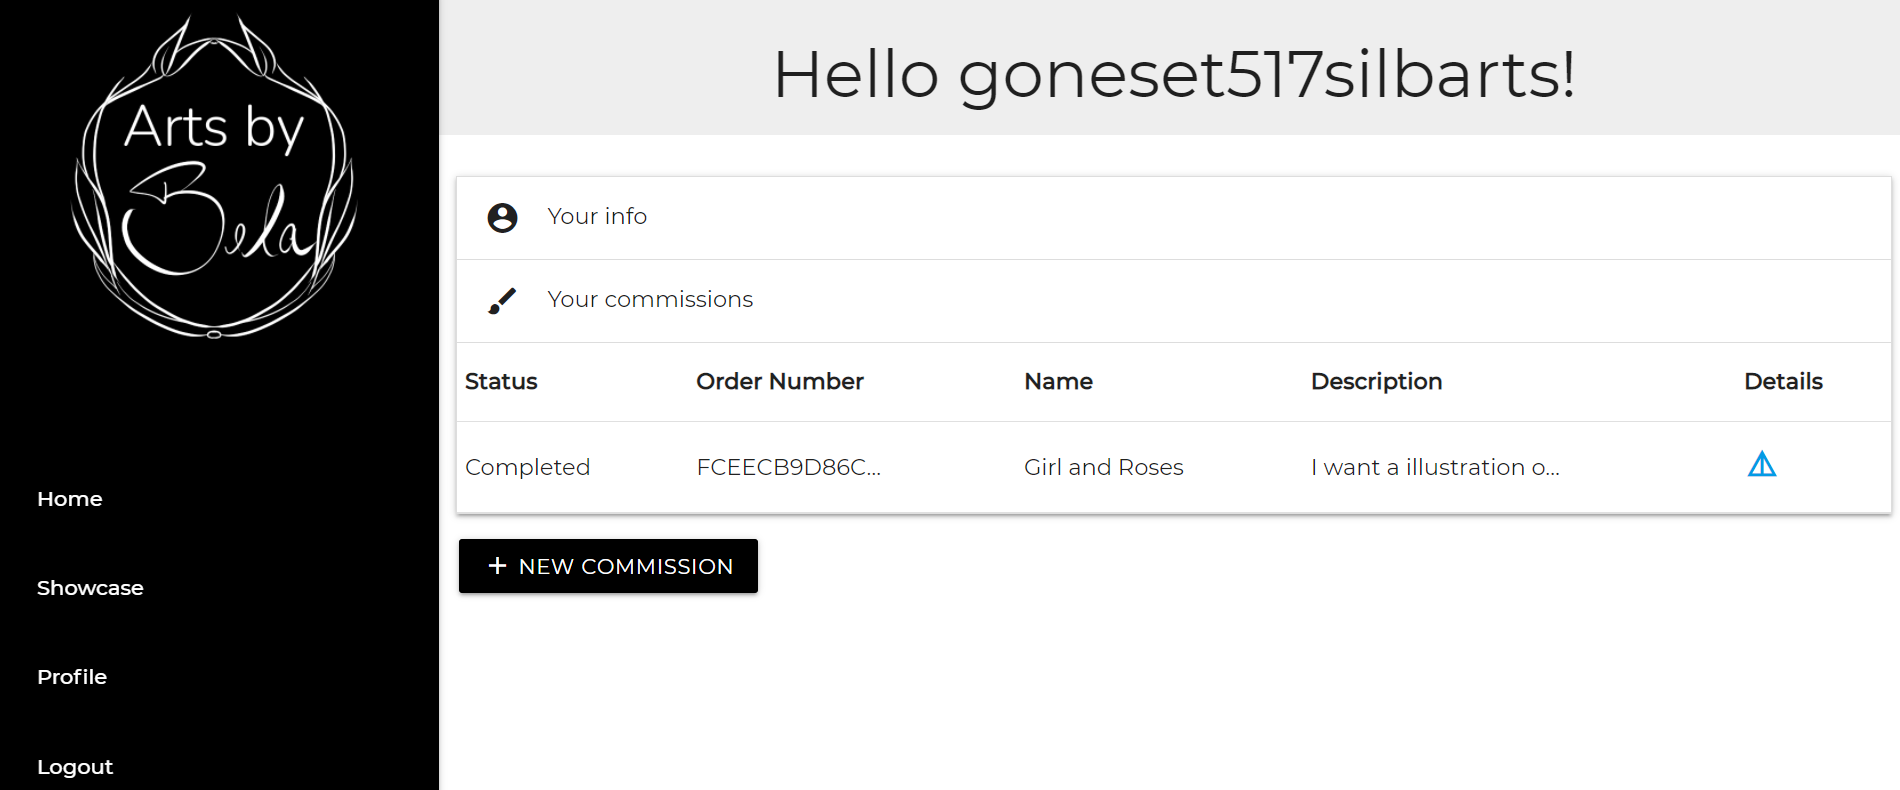 Arts by
Bela
Home
Showcase
Profile
Logout
Hello goneset517silbarts!
Your info
Your commissions
Status Order Number Name Description Details
Completed FCEECB9D86C... Girl and Roses I want a illustration o...
+ NEW COMMISSION